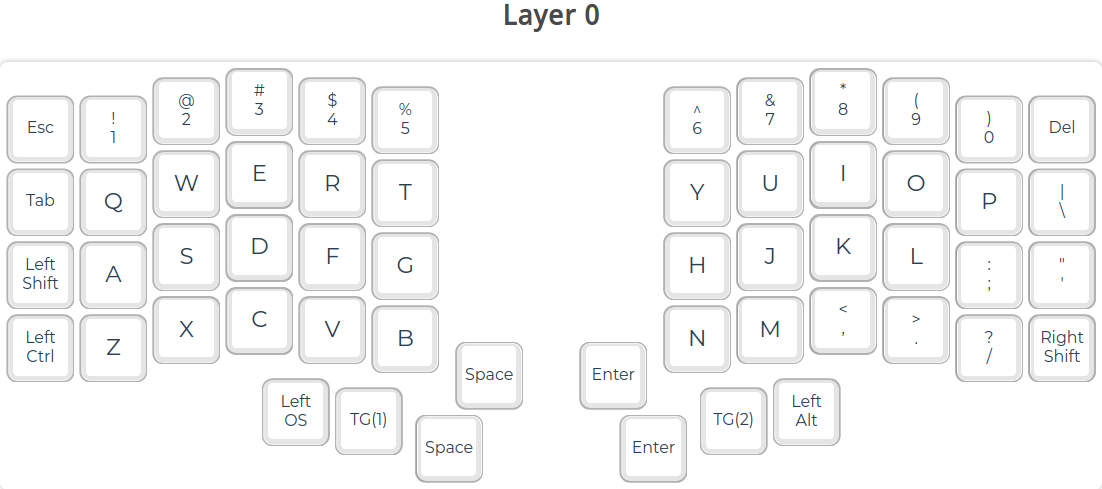 Layer 0
Esc
!
1
@
2
#
3
$
4
%
5
^
6
&
7
*
8
(
9
)
0
Del
Tab
Q
W
E
R
T
Y
U
I
O
P
|
\
Left
Shift
A
S
D
F
G
H
J
K
L
:
;
"
'
Left
Ctrl
Z
X
C
V
B
N
M
<
,
>
.
?
/
Right
Shift
Left
OS
TG(1)
Space
Space
Enter
Enter
TG(2)
Left
Alt